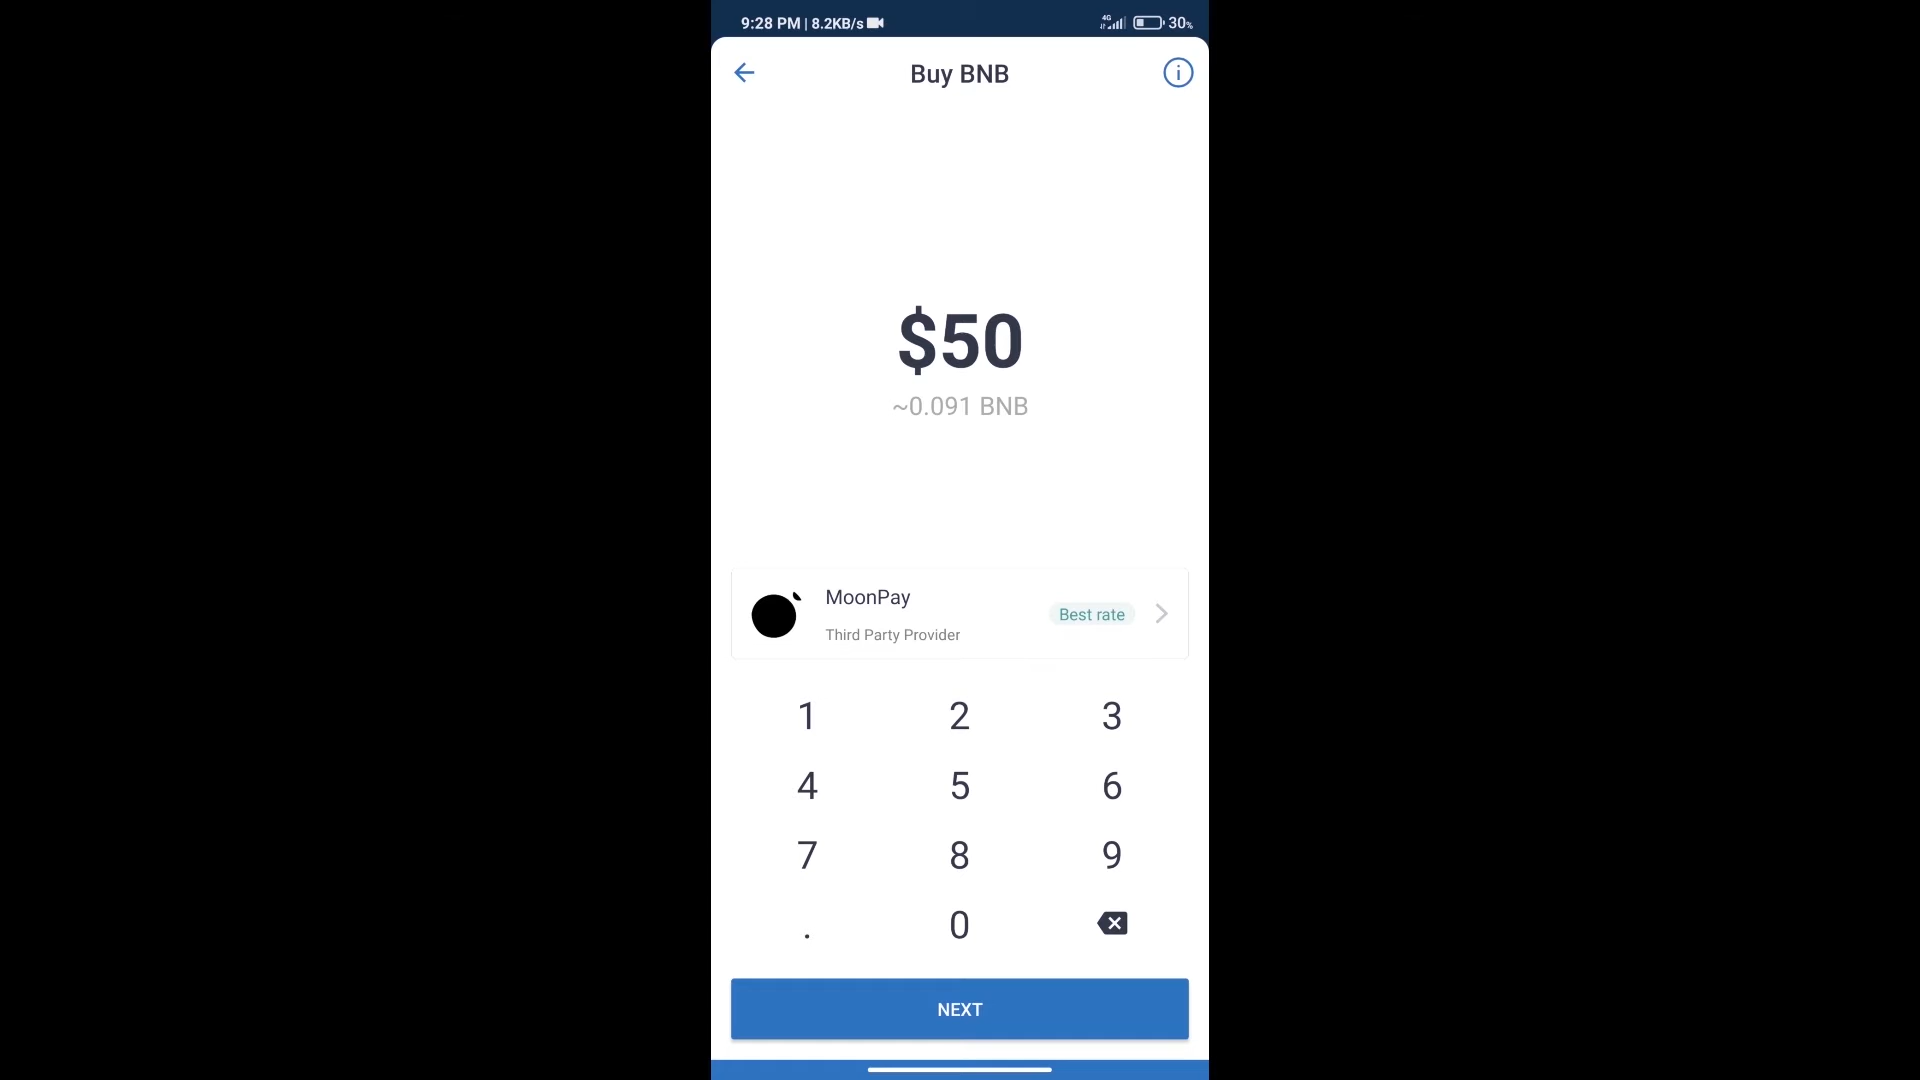 9:28 PM | 8.2KB/s 4G 30%
Buy BNB
$50
~0.091 BNB
MoonPay
Third Party Provider
Best rate
1 2 3
4 5 6
7 8 9
. 0
NEXT